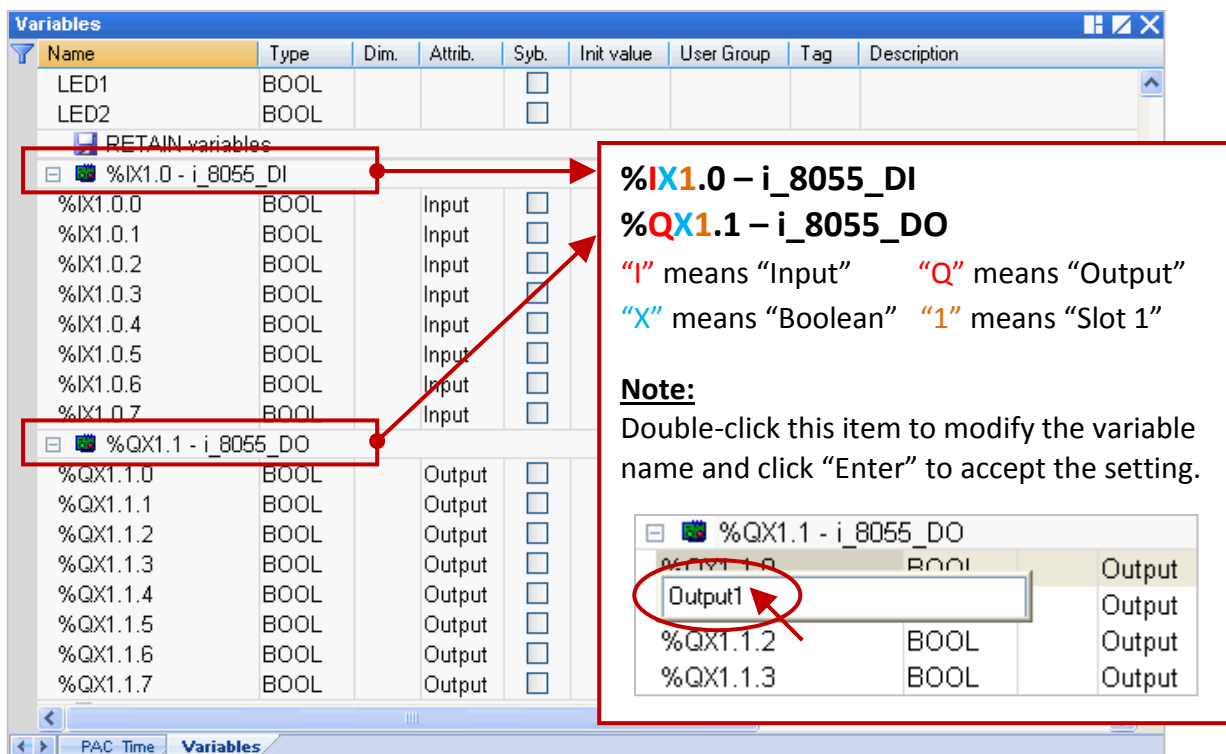 Variables
Name Type Dim. Attrib. Syb. Init value User Group Tag Description
LED1 BOOL
LED2 BOOL
RETAIN variables
%IX1.0 - i_8055_DI
%IX1.0.0 BOOL Input
%IX1.0.1 BOOL Input
%IX1.0.2 BOOL Input
%IX1.0.3 BOOL Input
%IX1.0.4 BOOL Input
%IX1.0.5 BOOL Input
%IX1.0.6 BOOL Input
%IX1.0.7 BOOL Input
%QX1.1 - i_8055_DO
%QX1.1.0 BOOL Output
%QX1.1.1 BOOL Output
%QX1.1.2 BOOL Output
%QX1.1.3 BOOL Output
%QX1.1.4 BOOL Output
%QX1.1.5 BOOL Output
%QX1.1.6 BOOL Output
%QX1.1.7 BOOL Output
PAC Time Variables
%IX1.0 – i_8055_DI
%QX1.1 – i_8055_DO
“I” means “Input” “Q” means “Output”
“X” means “Boolean” “1” means “Slot 1”
Note:
Double-click this item to modify the variable
name and click “Enter” to accept the setting.
%QX1.1 - i_8055_DO
%QX1.1.0 BOOL Output
Output1 Output
%QX1.1.2 BOOL Output
%QX1.1.3 BOOL Output